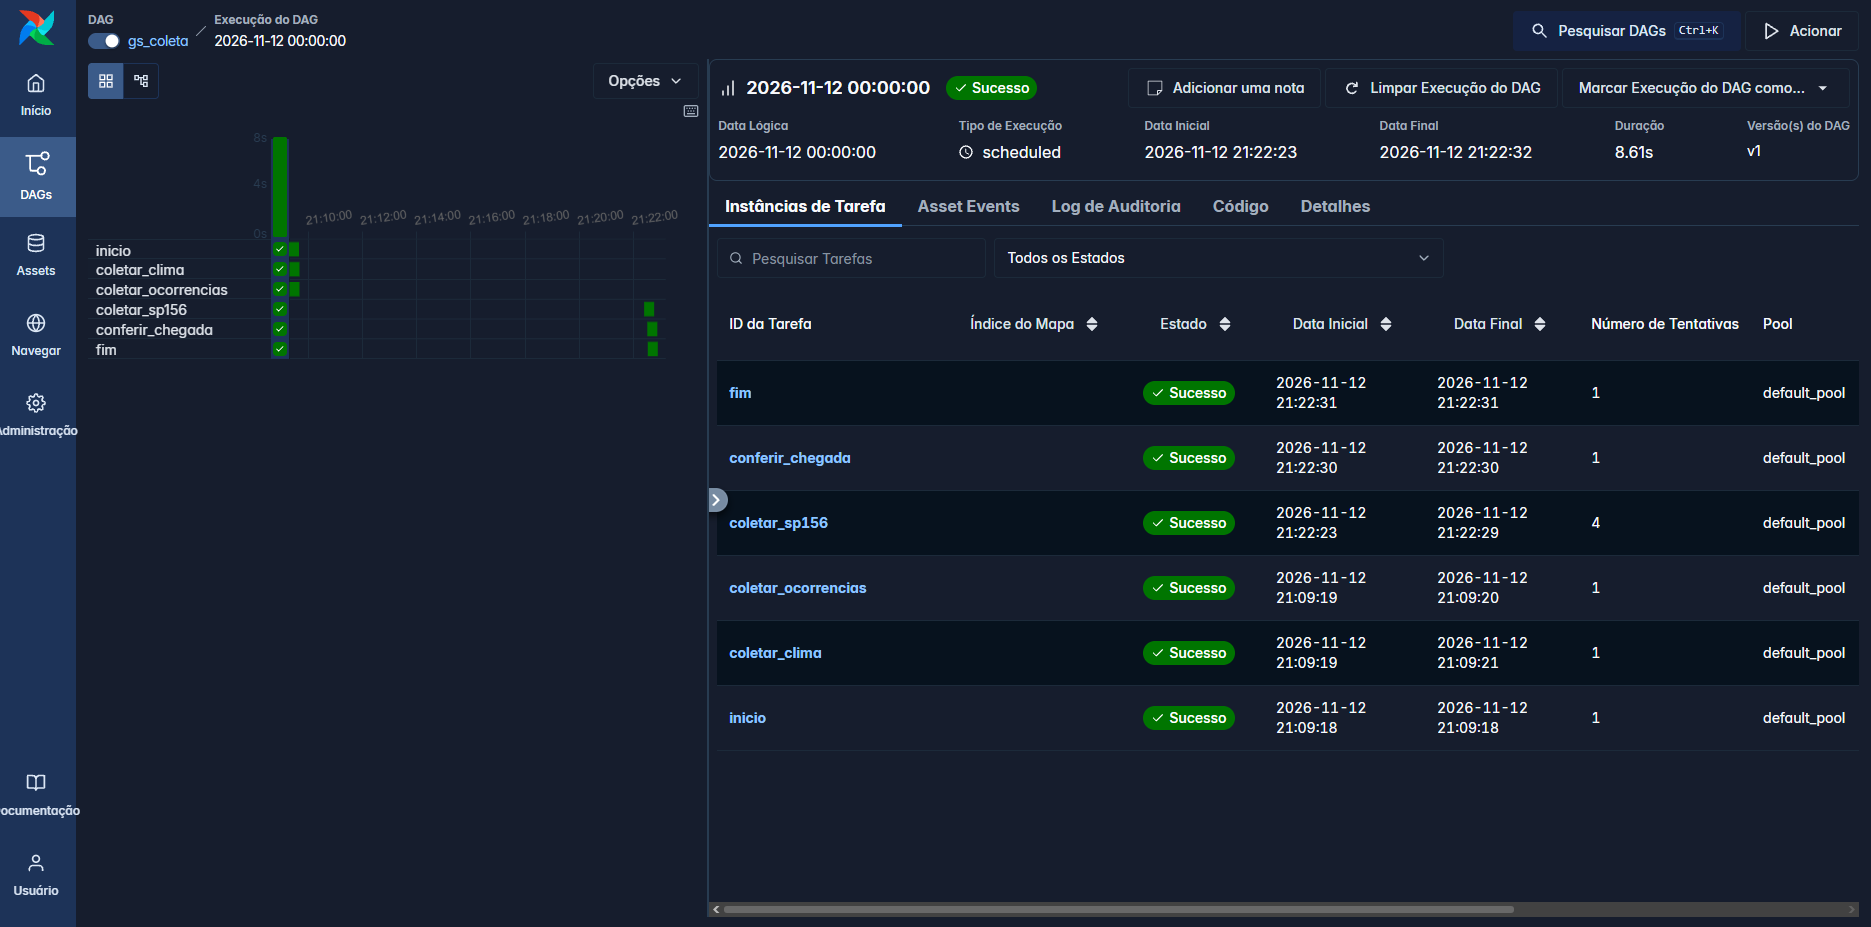 DAG
gs_coleta
/
Execução do DAG
2026-11-12 00:00:00
Pesquisar DAGs Ctrl+K
Acionar
Início
DAGs
Assets
Navegar
Administração
ocumentação
Usuário
Opções
8s
4s
0s
21:10:00 21:12:00 21:14:00 21:16:00 21:18:00 21:20:00 21:22:00
inicio
coletar_clima
coletar_ocorrencias
coletar_sp156
conferir_chegada
fim
2026-11-12 00:00:00 Sucesso
Adicionar uma nota
Limpar Execução do DAG
Marcar Execução do DAG como...
Data Lógica Tipo de Execução Data Inicial Data Final Duração Versão(s) do DAG
2026-11-12 00:00:00 scheduled 2026-11-12 21:22:23 2026-11-12 21:22:32 8.61s v1
Instâncias de Tarefa Asset Events Log de Auditoria Código Detalhes
Pesquisar Tarefas
Todos os Estados
ID da Tarefa Índice do Mapa Estado Data Inicial Data Final Número de Tentativas Pool
fim Sucesso 2026-11-12 21:22:31 2026-11-12 21:22:31 1 default_pool
conferir_chegada Sucesso 2026-11-12 21:22:30 2026-11-12 21:22:30 1 default_pool
coletar_sp156 Sucesso 2026-11-12 21:22:23 2026-11-12 21:22:29 4 default_pool
coletar_ocorrencias Sucesso 2026-11-12 21:09:19 2026-11-12 21:09:20 1 default_pool
coletar_clima Sucesso 2026-11-12 21:09:19 2026-11-12 21:09:21 1 default_pool
inicio Sucesso 2026-11-12 21:09:18 2026-11-12 21:09:18 1 default_pool